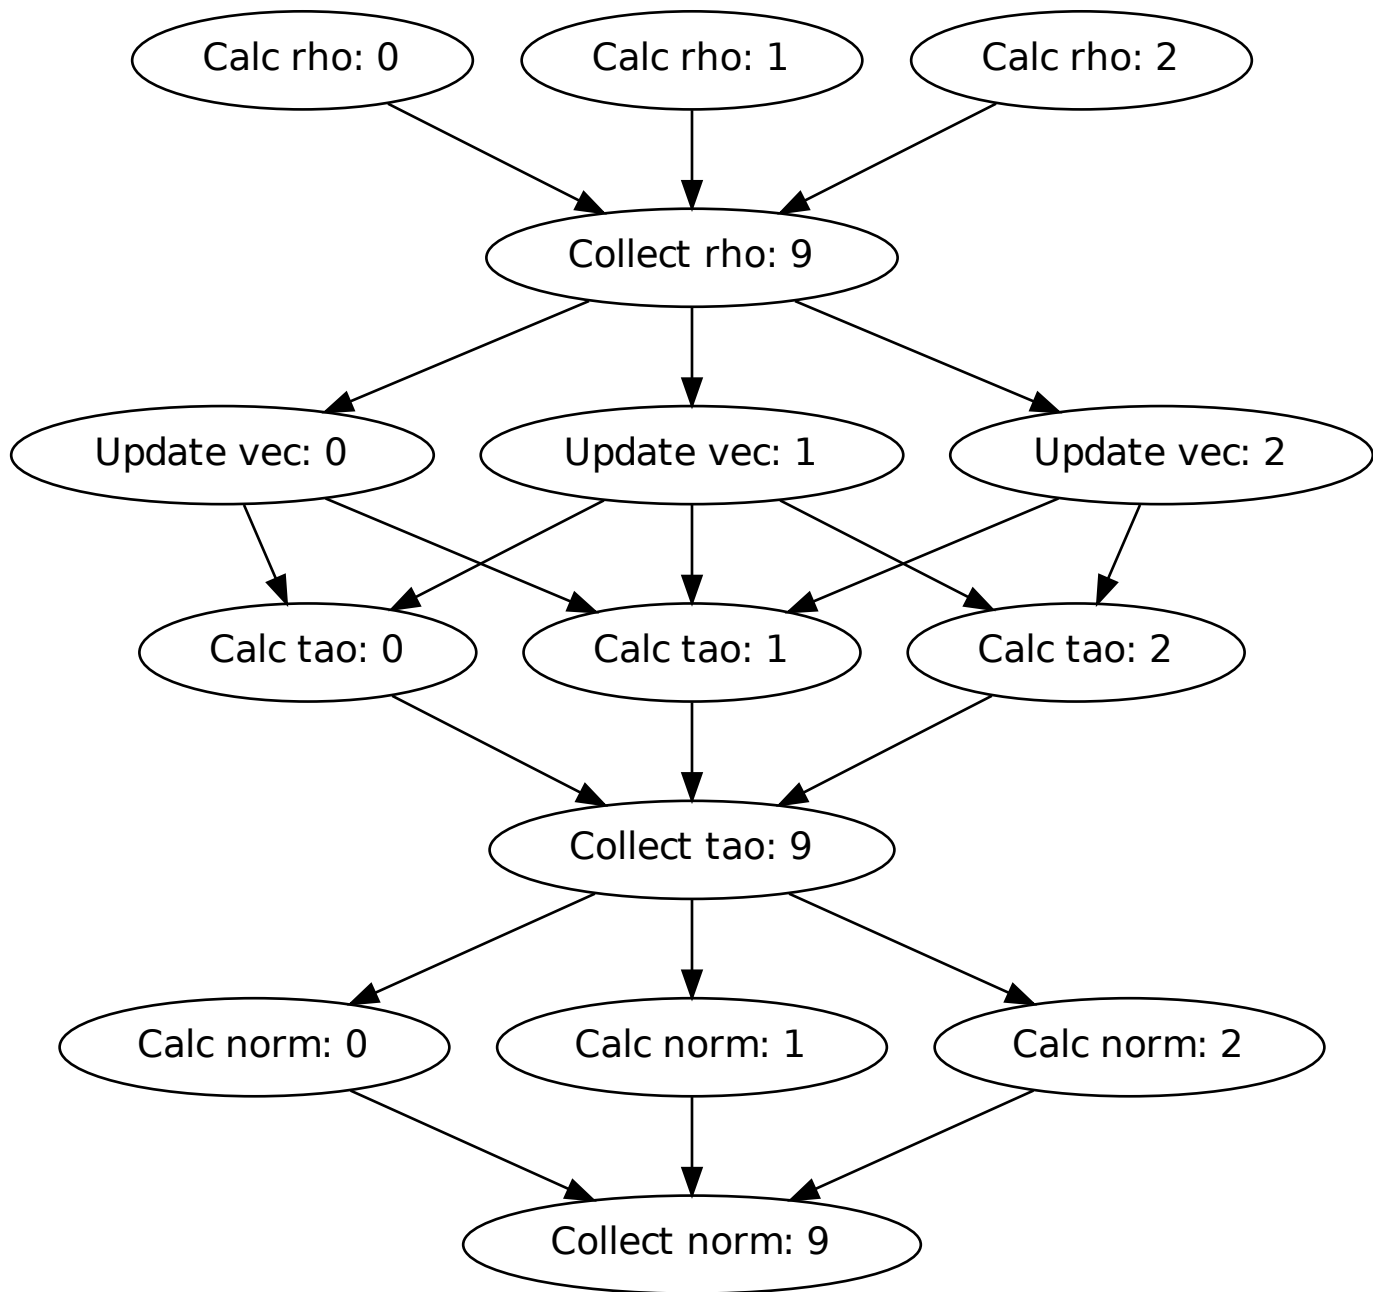 Calc rho: 0
Calc rho: 1
Calc rho: 2
Collect rho: 9
Update vec: 0
Update vec: 1
Update vec: 2
Calc tao: 0
Calc tao: 1
Calc tao: 2
Collect tao: 9
Calc norm: 0
Calc norm: 1
Calc norm: 2
Collect norm: 9